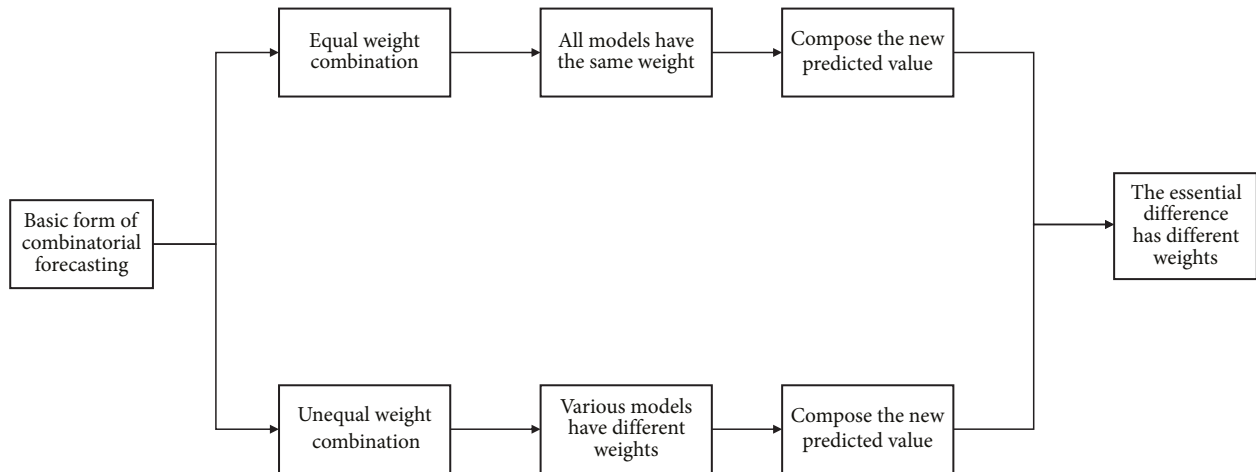 Equal weight
combination
All models have
the same weight
Compose the new
predicted value
Basic form of
combinatorial
forecasting
The essential
difference
has different
weights
Unequal weight
combination
Various models
have different
weights
Compose the new
predicted value